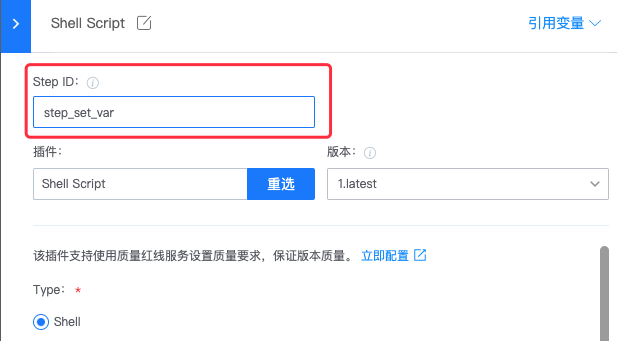 Shell Script
引用变量
Step ID:
step_set_var
插件:
版本:
Shell Script
重选
1.latest
该插件支持使用质量红线服务设置质量要求，保证版本质量。 立即配置
Type: *
Shell